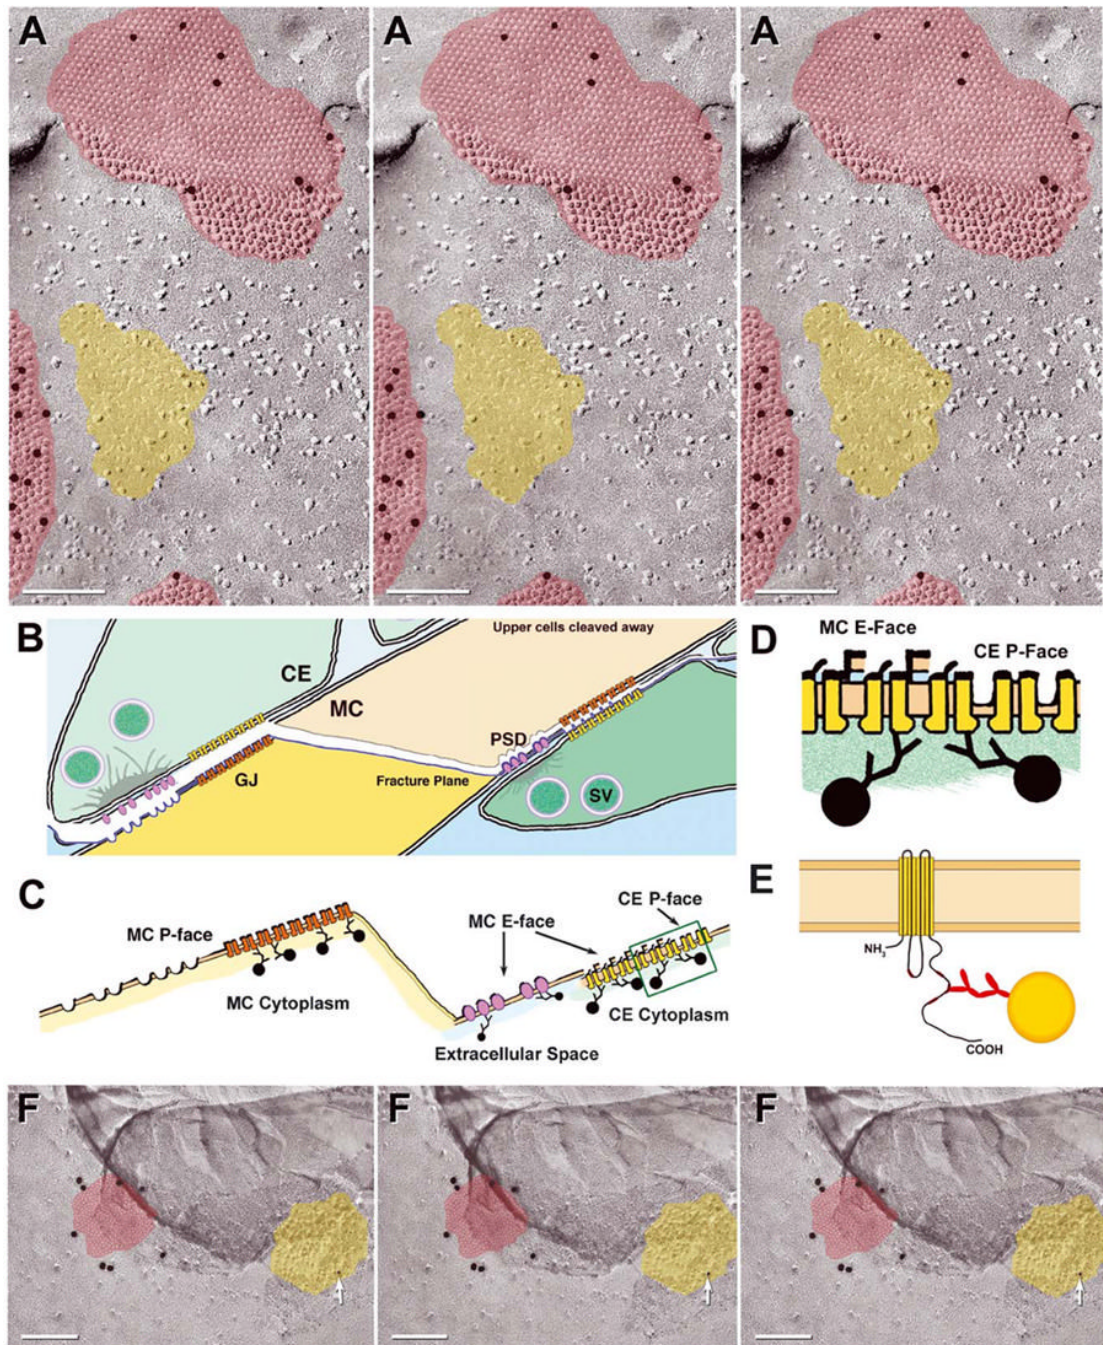 A
A
A
B
Upper cells cleaved away
CE
MC
PSD
GJ
Fracture Plane
SV
D
MC E-Face
CE P-Face
C
MC P-face
MC E-face
CE P-face
MC Cytoplasm
CE Cytoplasm
Extracellular Space
E
NH3
COOH
F
F
F